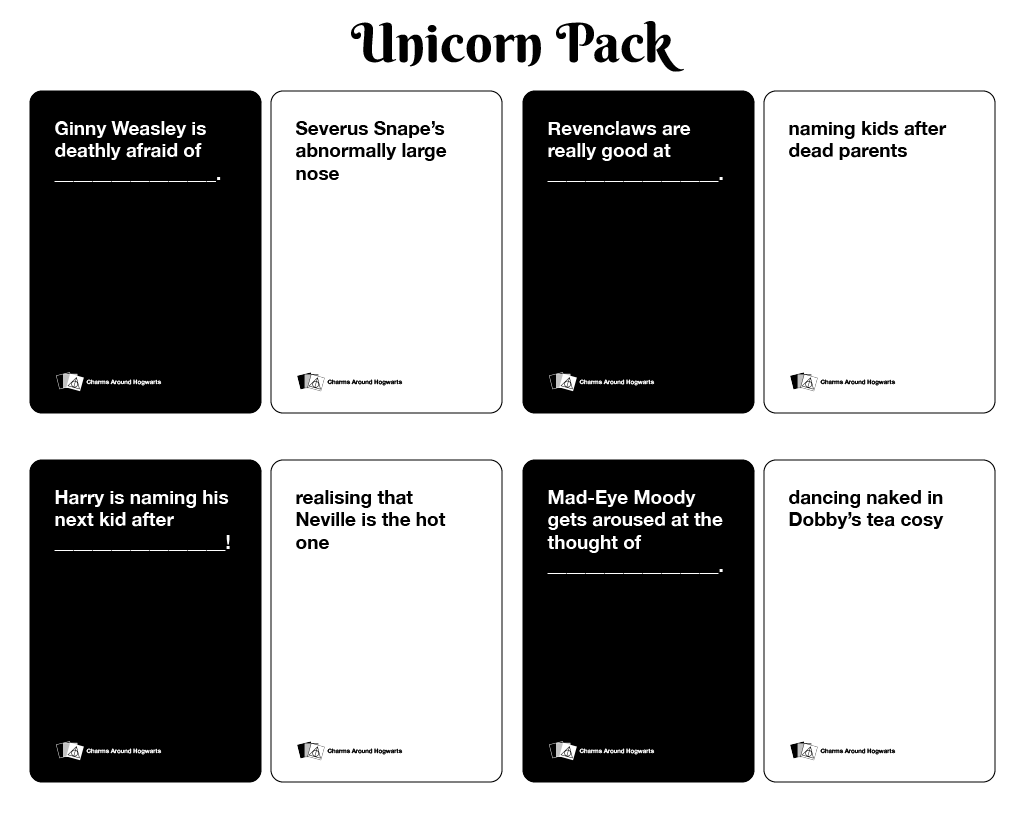 Unicorn Pack
Ginny Weasley is
deathly afraid of
_________________.
Charms Around Hogwarts
Severus Snape’s
abnormally large
nose
Charms Around Hogwarts
Revenclaws are
really good at
__________________.
Charms Around Hogwarts
naming kids after
dead parents
Charms Around Hogwarts
Harry is naming his
next kid after
__________________!
Charms Around Hogwarts
realising that
Neville is the hot
one
Charms Around Hogwarts
Mad-Eye Moody
gets aroused at the
thought of
__________________.
Charms Around Hogwarts
dancing naked in
Dobby’s tea cosy
Charms Around Hogwarts